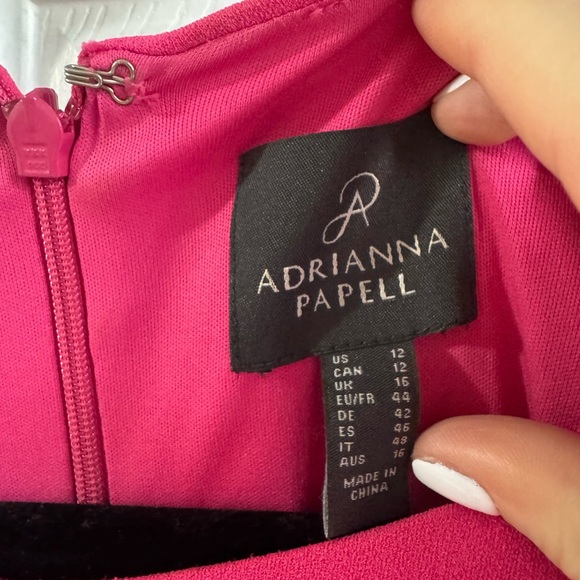 ADRIANNA
PAPELL
US 12
CAN 12
UK 16
EU/FR 44
DE 42
ES 46
IT 48
AUS 16
MADE IN
CHINA